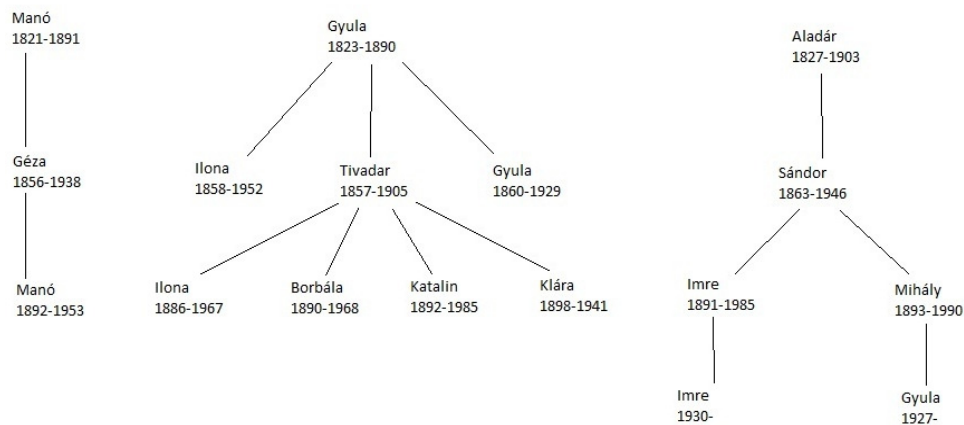 Manó
1821-1891
Gyula
1823-1890
Aladár
1827-1903
Géza
1856-1938
Ilona
1858-1952
Tivadar
1857-1905
Gyula
1860-1929
Sándor
1863-1946
Manó
1892-1953
Ilona
1886-1967
Borbála
1890-1968
Katalin
1892-1985
Klára
1898-1941
Imre
1891-1985
Mihály
1893-1990
Imre
1930-
Gyula
1927-